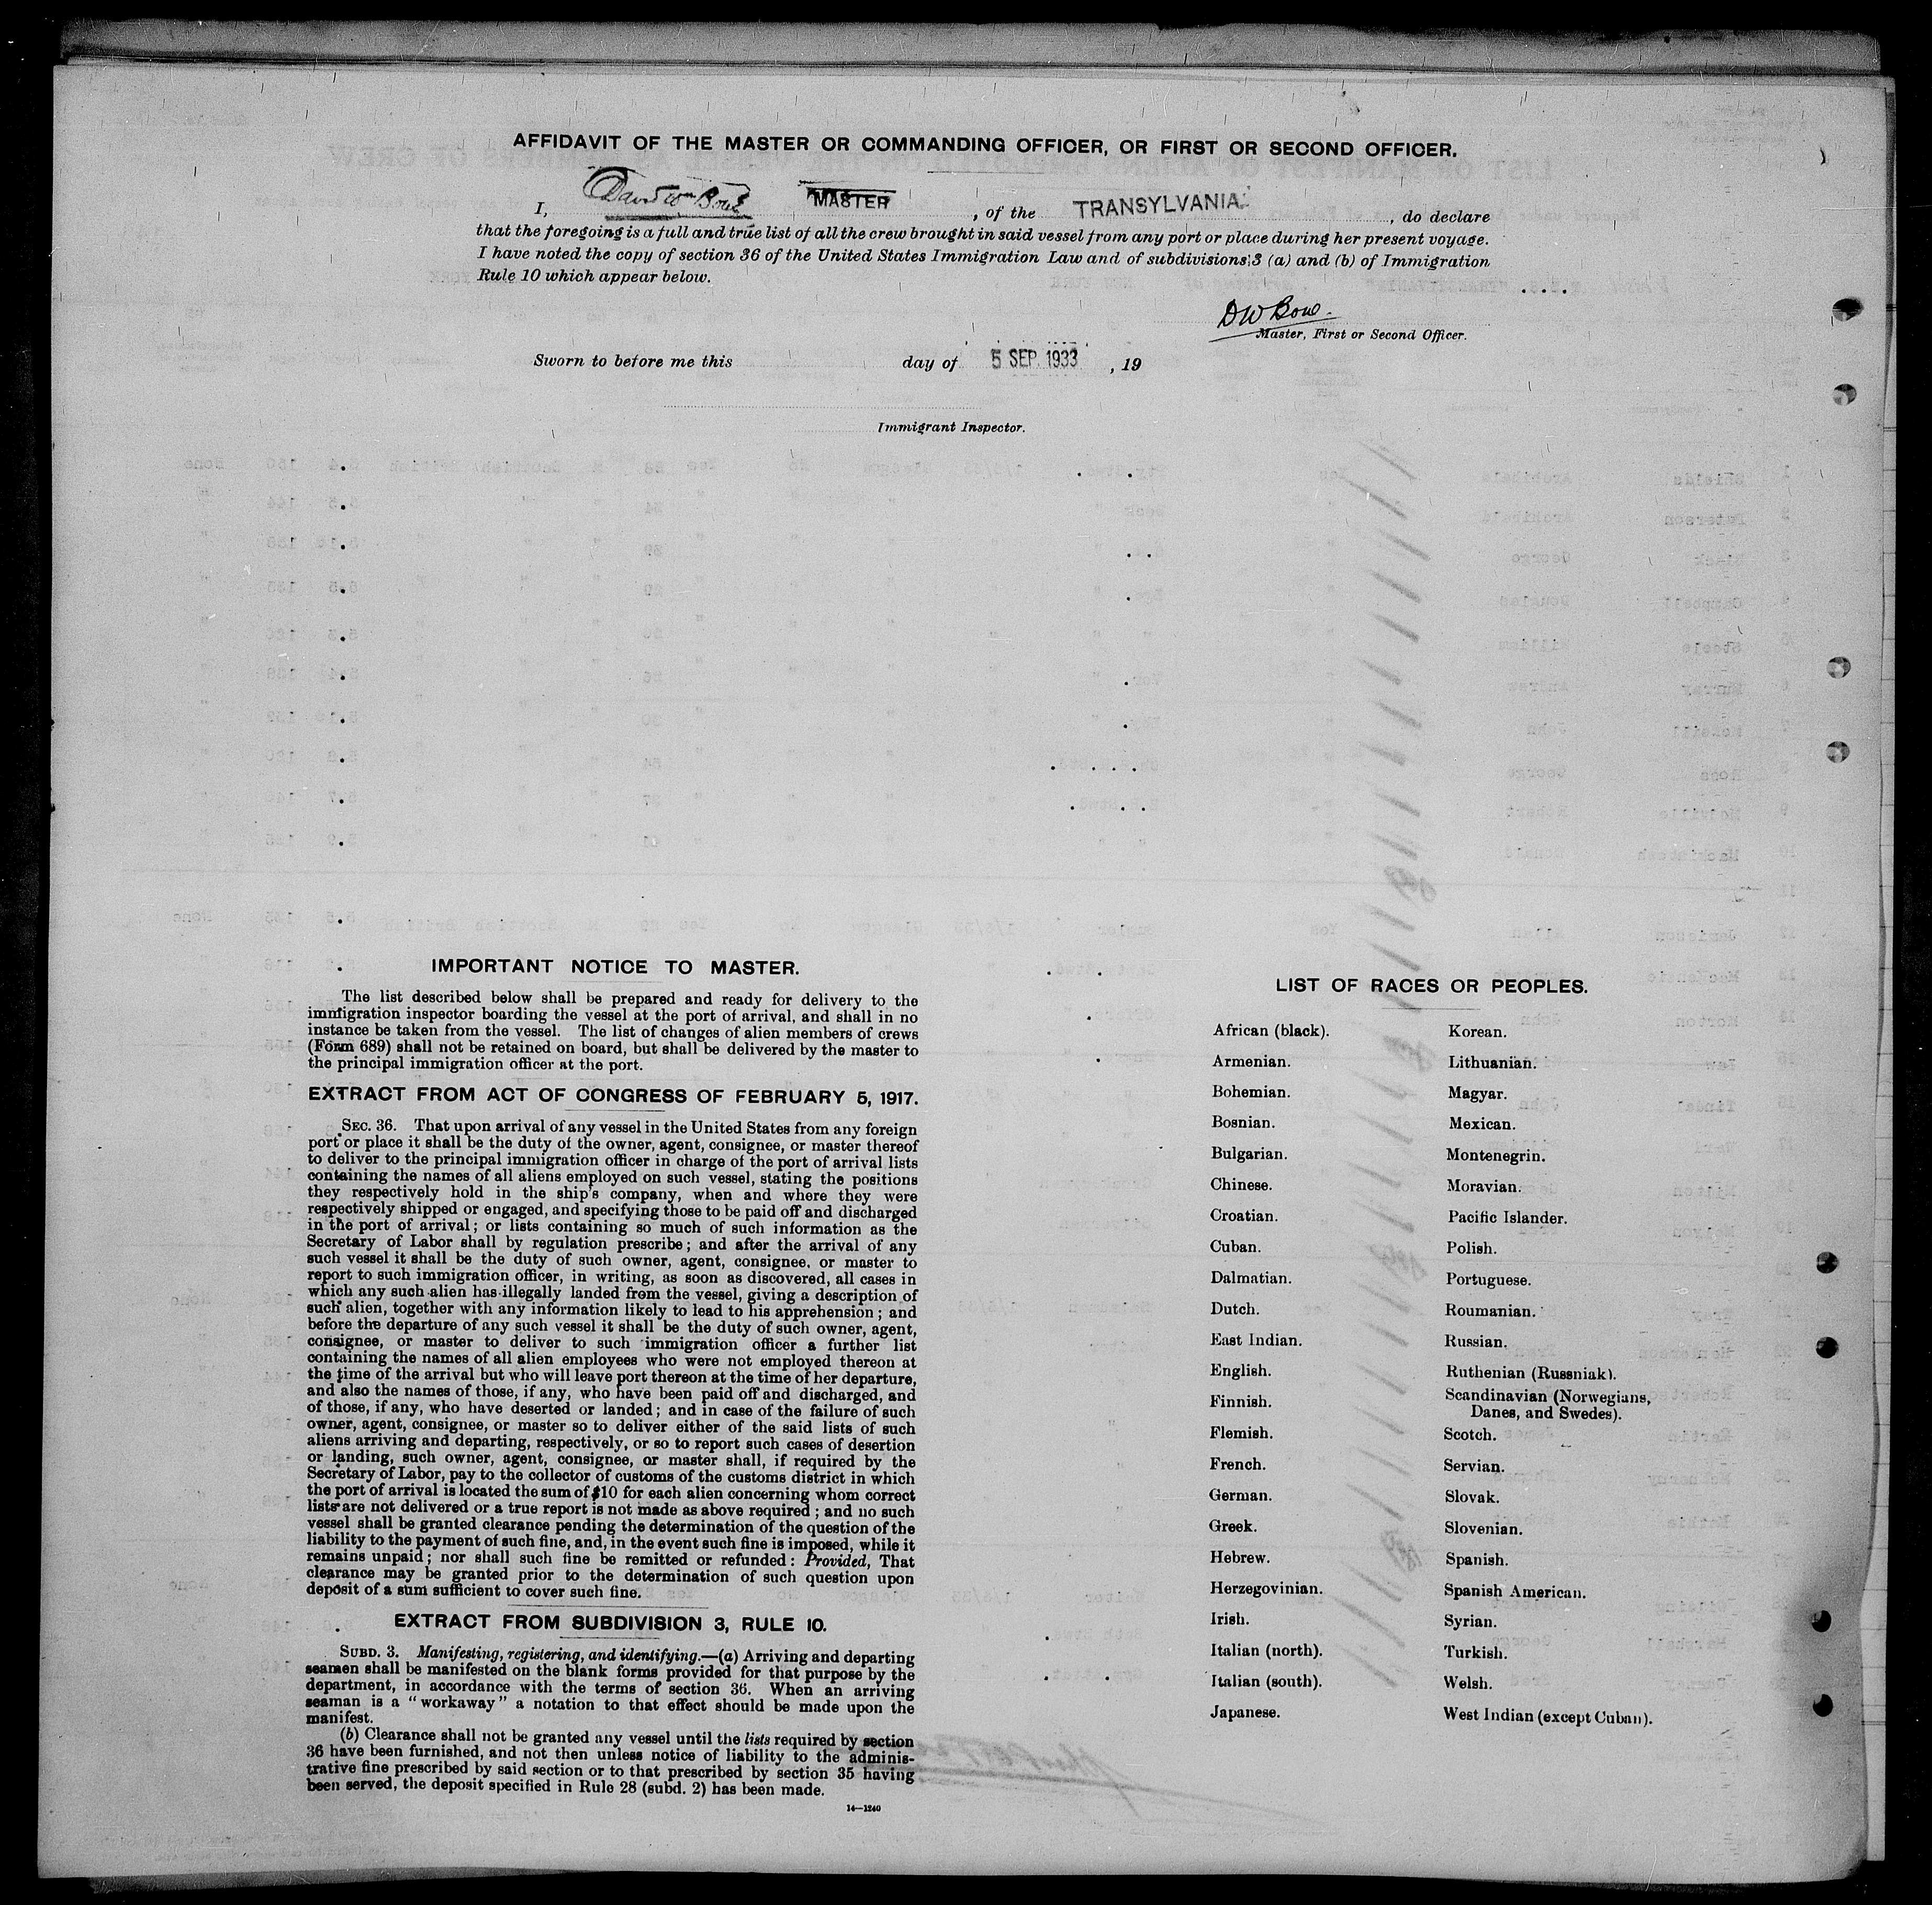 AFFIDAVIT OF THE MASTER OR COMMANDING OFFICER, OR FIRST OR SECOND OFFICER.
I, David Wm Bone MASTER , of the TRANSYLVANIA , do declare
that the foregoing is a full and true list of all the crew brought in said vessel from any port or place during her present voyage.
I have noted the copy of section 36 of the United States Immigration Law and of subdivisions 3 (a) and (b) of Immigration
Rule 10 which appear below.
DW Bone.
Master, First or Second Officer.
Sworn to before me this day of 5 SEP. 1933 , 19
Immigrant Inspector.
IMPORTANT NOTICE TO MASTER.
The list described below shall be prepared and ready for delivery to the
immigration inspector boarding the vessel at the port of arrival, and shall in no
instance be taken from the vessel. The list of changes of alien members of crews
(Form 689) shall not be retained on board, but shall be delivered by the master to
the principal immigration officer at the port.
EXTRACT FROM ACT OF CONGRESS OF FEBRUARY 5, 1917.
SEC. 36. That upon arrival of any vessel in the United States from any foreign
port or place it shall be the duty of the owner, agent, consignee, or master thereof
to deliver to the principal immigration officer in charge of the port of arrival lists
containing the names of all aliens employed on such vessel, stating the positions
they respectively hold in the ship's company, when and where they were
respectively shipped or engaged, and specifying those to be paid off and discharged
in the port of arrival; or lists containing so much of such information as the
Secretary of Labor shall by regulation prescribe; and after the arrival of any
such vessel it shall be the duty of such owner, agent, consignee, or master to
report to such immigration officer, in writing, as soon as discovered, all cases in
which any such alien has illegally landed from the vessel, giving a description of
such alien, together with any information likely to lead to his apprehension; and
before the departure of any such vessel it shall be the duty of such owner, agent,
consignee, or master to deliver to such immigration officer a further list
containing the names of all alien employees who were not employed thereon at
the time of the arrival but who will leave port thereon at the time of her departure,
and also the names of those, if any, who have been paid off and discharged, and
of those, if any, who have deserted or landed; and in case of the failure of such
owner, agent, consignee, or master so to deliver either of the said lists of such
aliens arriving and departing, respectively, or so to report such cases of desertion
or landing, such owner, agent, consignee, or master shall, if required by the
Secretary of Labor, pay to the collector of customs of the customs district in which
the port of arrival is located the sum of $10 for each alien concerning whom correct
lists are not delivered or a true report is not made as above required; and no such
vessel shall be granted clearance pending the determination of the question of the
liability to the payment of such fine, and, in the event such fine is imposed, while it
remains unpaid; nor shall such fine be remitted or refunded: Provided, That
clearance may be granted prior to the determination of such question upon
deposit of a sum sufficient to cover such fine.
EXTRACT FROM SUBDIVISION 3, RULE 10.
SUBD. 3. Manifesting, registering, and identifying.—(a) Arriving and departing
seamen shall be manifested on the blank forms provided for that purpose by the
department, in accordance with the terms of section 36. When an arriving
seaman is a "workaway" a notation to that effect should be made upon the
manifest.
(b) Clearance shall not be granted any vessel until the lists required by section
36 have been furnished, and not then unless notice of liability to the adminis-
trative fine prescribed by said section or to that prescribed by section 35 having
been served, the deposit specified in Rule 28 (subd. 2) has been made.
14—1240
LIST OF RACES OR PEOPLES.
African (black).
Armenian.
Bohemian.
Bosnian.
Bulgarian.
Chinese.
Croatian.
Cuban.
Dalmatian.
Dutch.
East Indian.
English.
Finnish.
Flemish.
French.
German.
Greek.
Hebrew.
Herzegovinian.
Irish.
Italian (north).
Italian (south).
Japanese.
Korean.
Lithuanian.
Magyar.
Mexican.
Montenegrin.
Moravian.
Pacific Islander.
Polish.
Portuguese.
Roumanian.
Russian.
Ruthenian (Russniak).
Scandinavian (Norwegians,
Danes, and Swedes).
Scotch.
Servian.
Slovak.
Slovenian.
Spanish.
Spanish American.
Syrian.
Turkish.
Welsh.
West Indian (except Cuban).